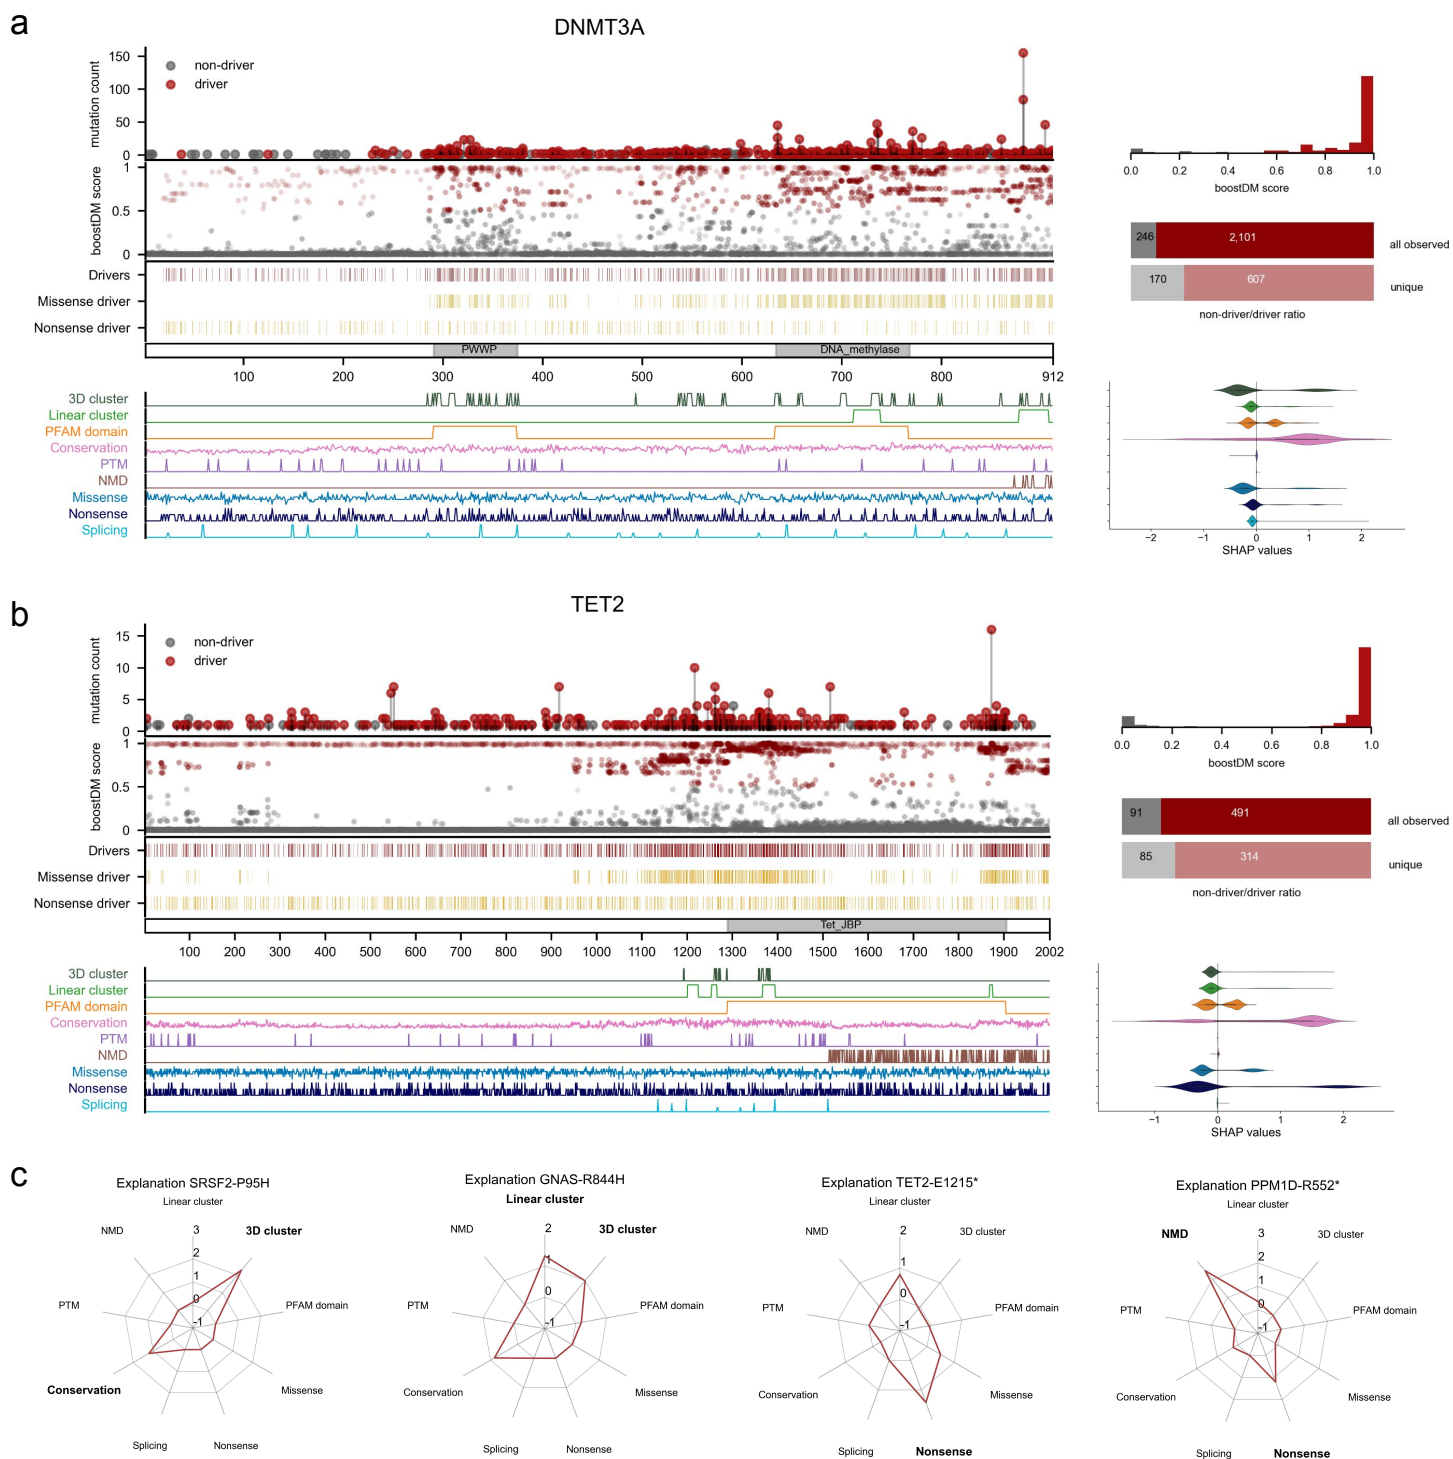 a
DNMT3A
mutation count
150
100
50
0
non-driver
driver
boostDM score
1
0.5
0
Drivers
Missense driver
Nonsense driver
PWWP
DNA_methylase
100
200
300
400
500
600
700
800
912
3D cluster
Linear cluster
PFAM domain
Conservation
PTM
NMD
Missense
Nonsense
Splicing
0.0
0.2
0.4
0.6
0.8
1.0
boostDM score
246
2,101
all observed
170
607
unique
non-driver/driver ratio
−2
−1
0
1
2
SHAP values
b
TET2
mutation count
15
10
5
0
non-driver
driver
boostDM score
1
0.5
0
Drivers
Missense driver
Nonsense driver
Tet_JBP
100
200
300
400
500
600
700
800
900
1000
1100
1200
1300
1400
1500
1600
1700
1800
1900
2002
3D cluster
Linear cluster
PFAM domain
Conservation
PTM
NMD
Missense
Nonsense
Splicing
0.0
0.2
0.4
0.6
0.8
1.0
boostDM score
91
491
all observed
85
314
unique
non-driver/driver ratio
−1
0
1
2
SHAP values
c
Explanation SRSF2-P95H
Linear cluster
NMD
3
3D cluster
2
1
0
−1
PTM
PFAM domain
Conservation
Missense
Splicing
Nonsense
Explanation GNAS-R844H
Linear cluster
NMD
2
3D cluster
1
0
−1
PTM
PFAM domain
Conservation
Missense
Splicing
Nonsense
Explanation TET2-E1215*
Linear cluster
NMD
2
3D cluster
1
0
−1
PTM
PFAM domain
Conservation
Missense
Splicing
Nonsense
Explanation PPM1D-R552*
Linear cluster
NMD
3
3D cluster
2
1
0
−1
PTM
PFAM domain
Conservation
Missense
Splicing
Nonsense